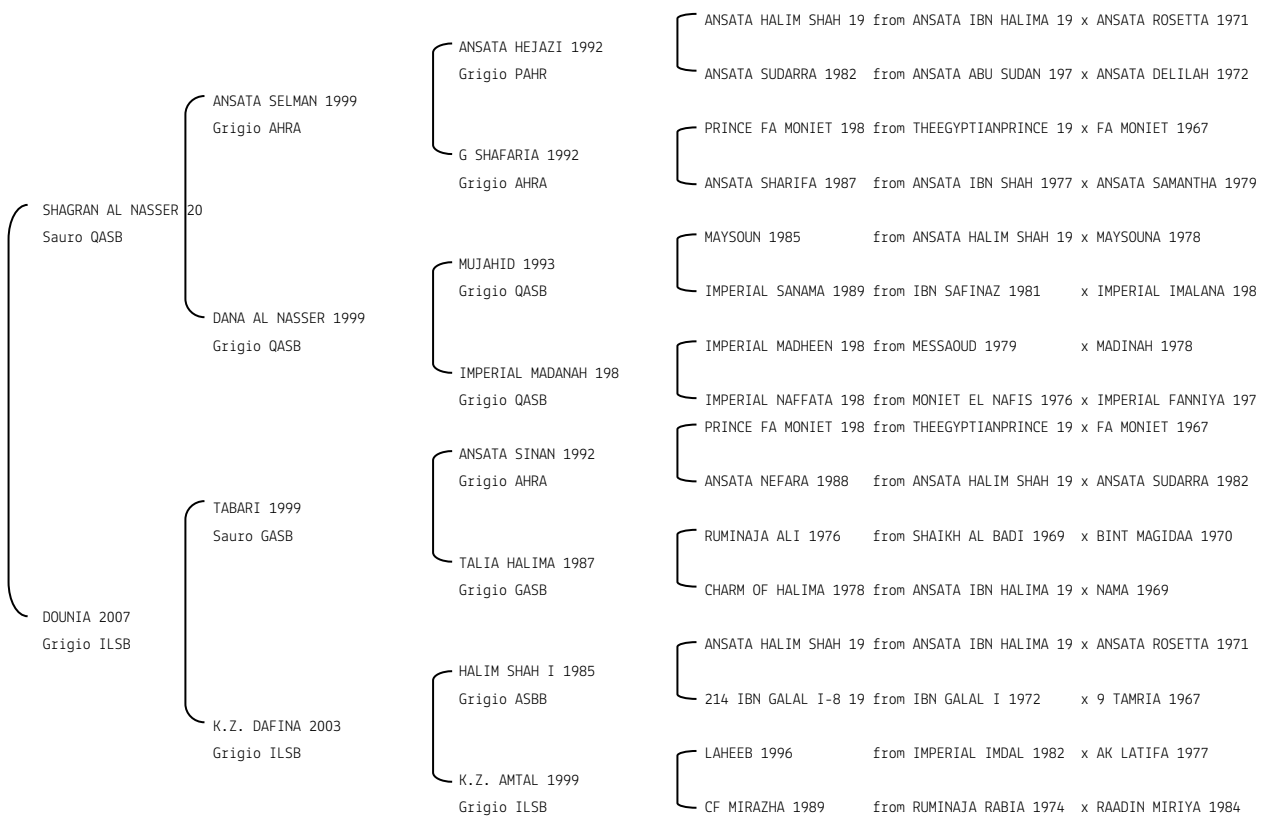 ANSATA HALIM SHAH 19 from ANSATA IBN HALIMA 19 x ANSATA ROSETTA 1971
ANSATA HEJAZI 1992
Grigio PAHR
ANSATA SUDARRA 1982 from ANSATA ABU SUDAN 197 x ANSATA DELILAH 1972
ANSATA SELMAN 1999
Grigio AHRA
PRINCE FA MONIET 198 from THEEGYPTIANPRINCE 19 x FA MONIET 1967
G SHAFARIA 1992
Grigio AHRA
ANSATA SHARIFA 1987 from ANSATA IBN SHAH 1977 x ANSATA SAMANTHA 1979
SHAGRAN AL NASSER 20
Sauro QASB
MAYSOUN 1985 from ANSATA HALIM SHAH 19 x MAYSOUNA 1978
MUJAHID 1993
Grigio QASB
IMPERIAL SANAMA 1989 from IBN SAFINAZ 1981 x IMPERIAL IMALANA 198
DANA AL NASSER 1999
Grigio QASB
IMPERIAL MADHEEN 198 from MESSAOUD 1979 x MADINAH 1978
IMPERIAL MADANAH 198
Grigio QASB
IMPERIAL NAFFATA 198 from MONIET EL NAFIS 1976 x IMPERIAL FANNIYA 197
PRINCE FA MONIET 198 from THEEGYPTIANPRINCE 19 x FA MONIET 1967
ANSATA SINAN 1992
Grigio AHRA
ANSATA NEFARA 1988 from ANSATA HALIM SHAH 19 x ANSATA SUDARRA 1982
TABARI 1999
Sauro GASB
RUMINAJA ALI 1976 from SHAIKH AL BADI 1969 x BINT MAGIDAA 1970
TALIA HALIMA 1987
Grigio GASB
CHARM OF HALIMA 1978 from ANSATA IBN HALIMA 19 x NAMA 1969
DOUNIA 2007
Grigio ILSB
ANSATA HALIM SHAH 19 from ANSATA IBN HALIMA 19 x ANSATA ROSETTA 1971
HALIM SHAH I 1985
Grigio ASBB
214 IBN GALAL I-8 19 from IBN GALAL I 1972 x 9 TAMRIA 1967
K.Z. DAFINA 2003
Grigio ILSB
LAHEEB 1996 from IMPERIAL IMDAL 1982 x AK LATIFA 1977
K.Z. AMTAL 1999
Grigio ILSB
CF MIRAZHA 1989 from RUMINAJA RABIA 1974 x RAADIN MIRIYA 1984